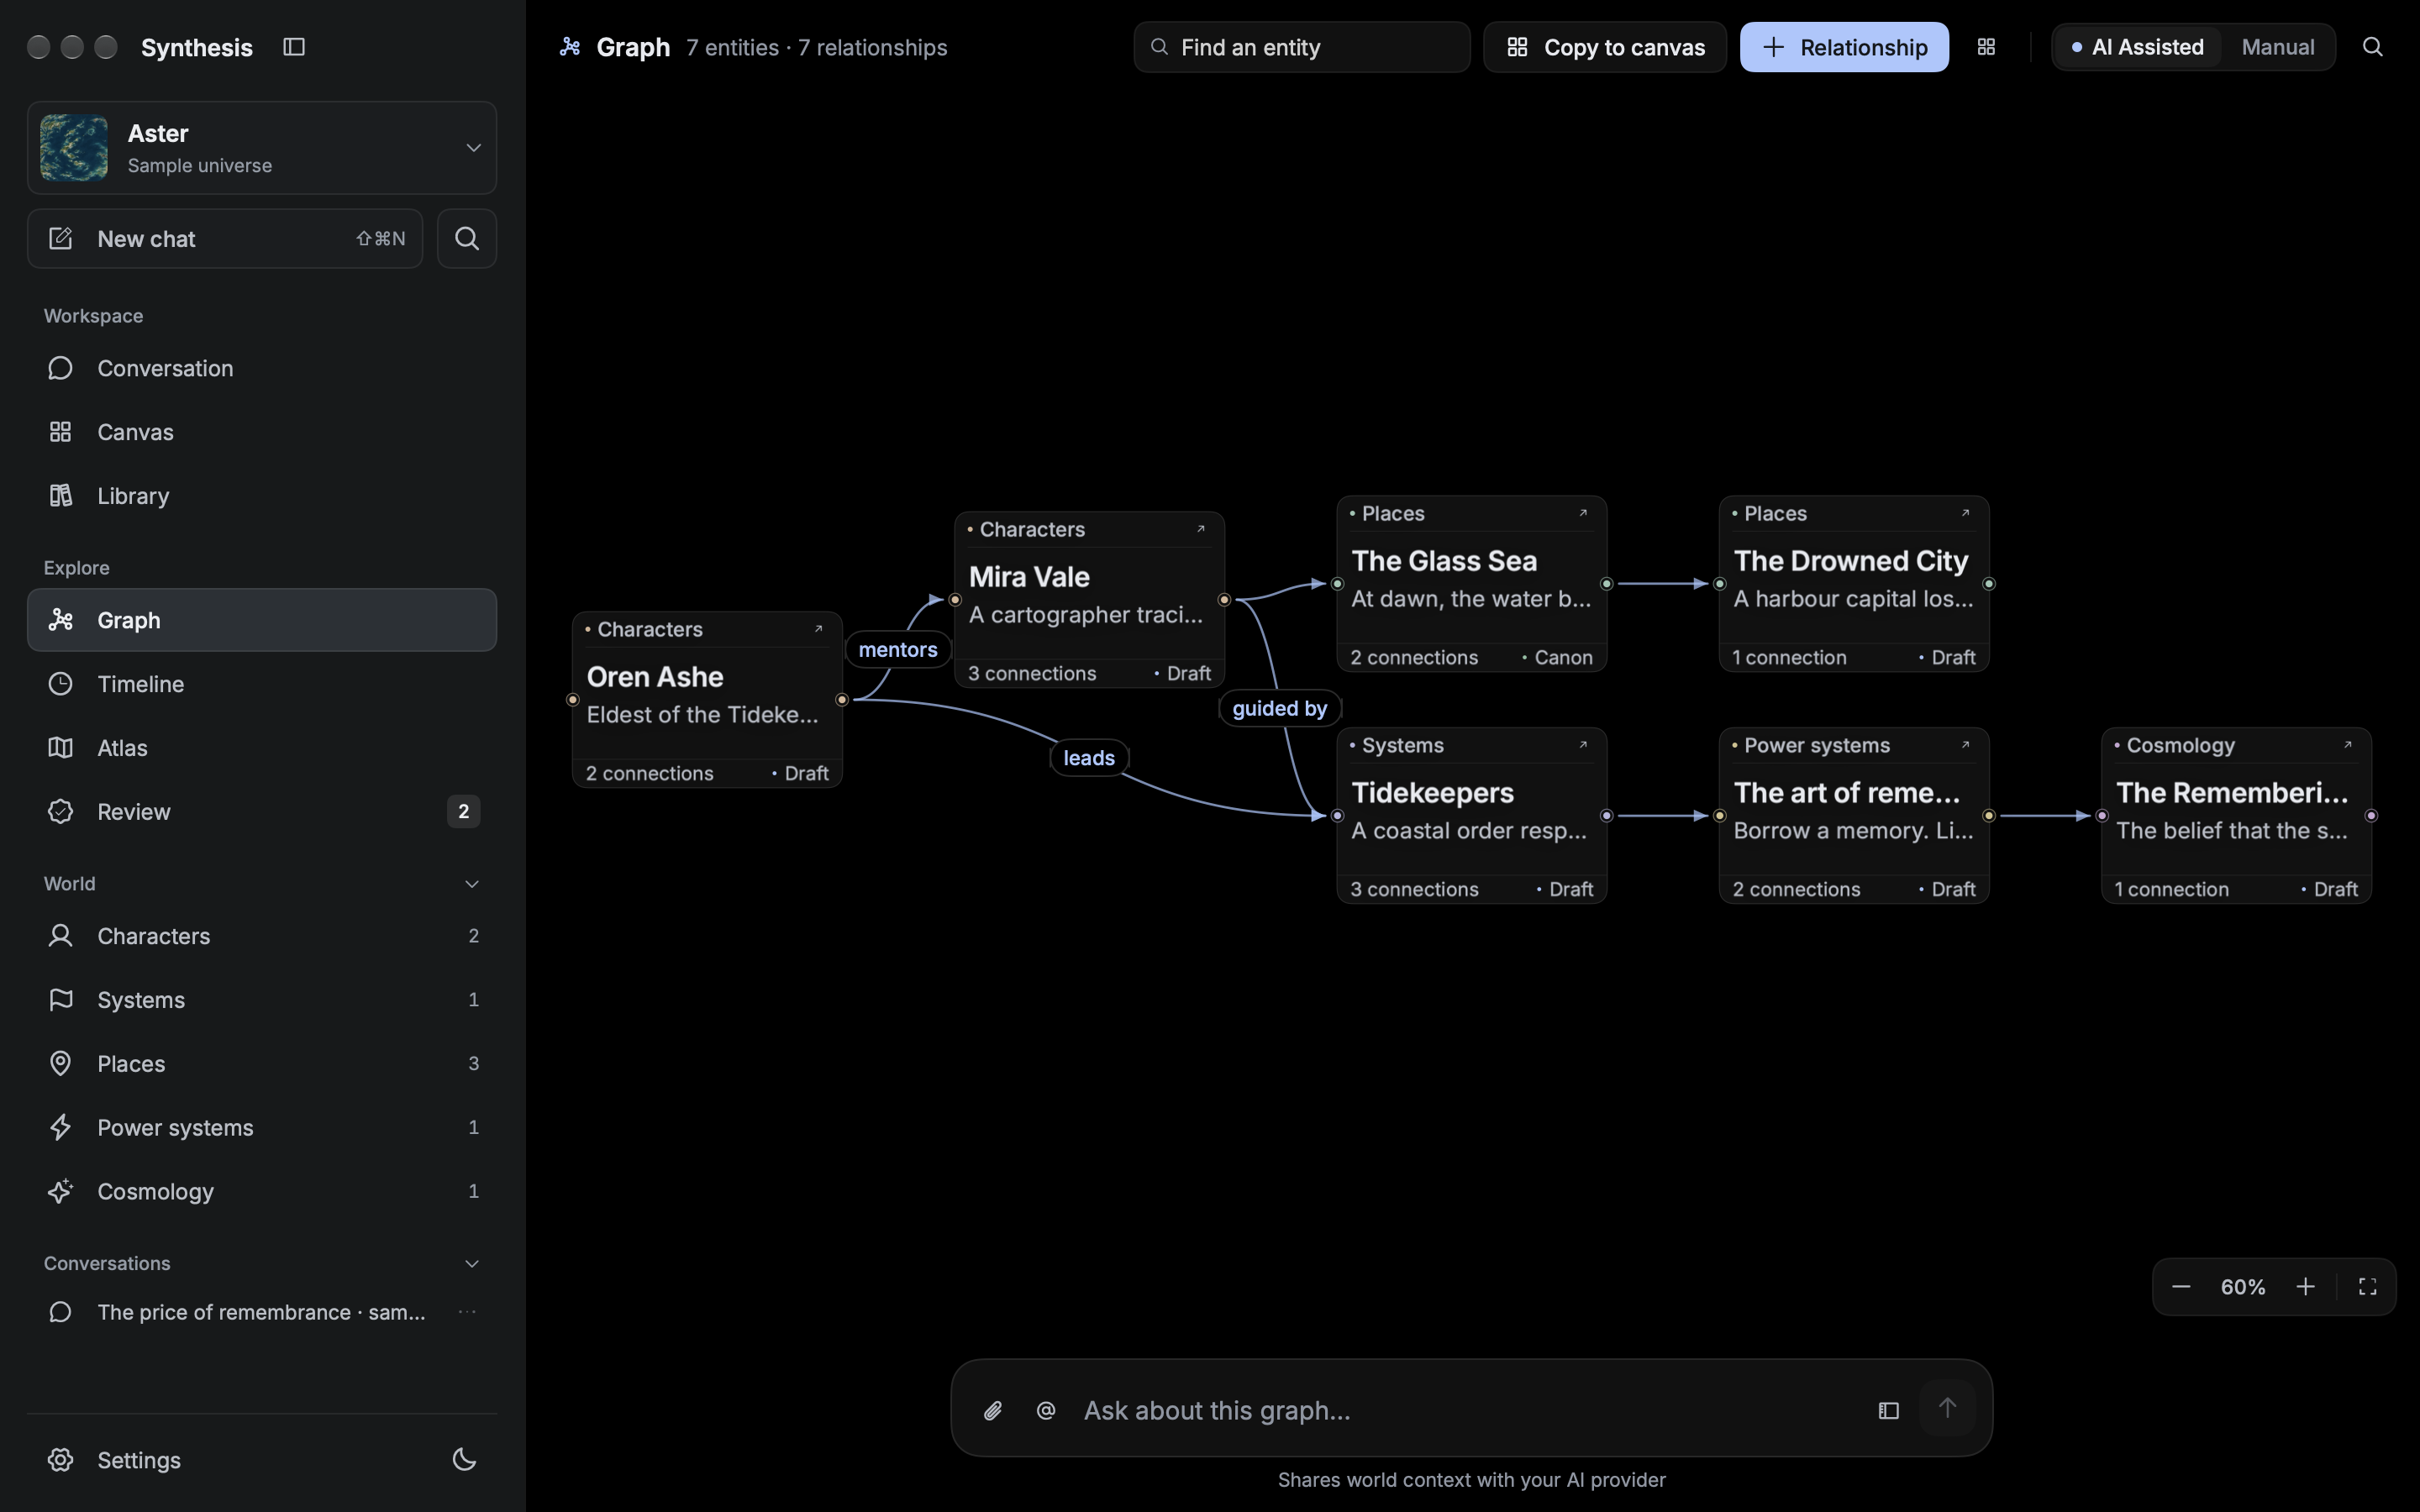 Synthesis
Aster
Sample universe
New chat ⇧⌘N
Workspace
Conversation
Canvas
Library
Explore
Graph
Timeline
Atlas
Review 2
World
Characters 2
Systems 1
Places 3
Power systems 1
Cosmology 1
Conversations
The price of remembrance · sam...
Settings
Graph 7 entities · 7 relationships
Find an entity
Copy to canvas
Relationship
AI Assisted
Manual
Characters
Oren Ashe
Eldest of the Tideke...
2 connections • Draft
mentors
leads
Characters
Mira Vale
A cartographer traci...
3 connections • Draft
guided by
Places
The Glass Sea
At dawn, the water b...
2 connections • Canon
Places
The Drowned City
A harbour capital los...
1 connection • Draft
Systems
Tidekeepers
A coastal order resp...
3 connections • Draft
Power systems
The art of reme...
Borrow a memory. Li...
2 connections • Draft
Cosmology
The Rememberi...
The belief that the s...
1 connection • Draft
60%
Ask about this graph...
Shares world context with your AI provider